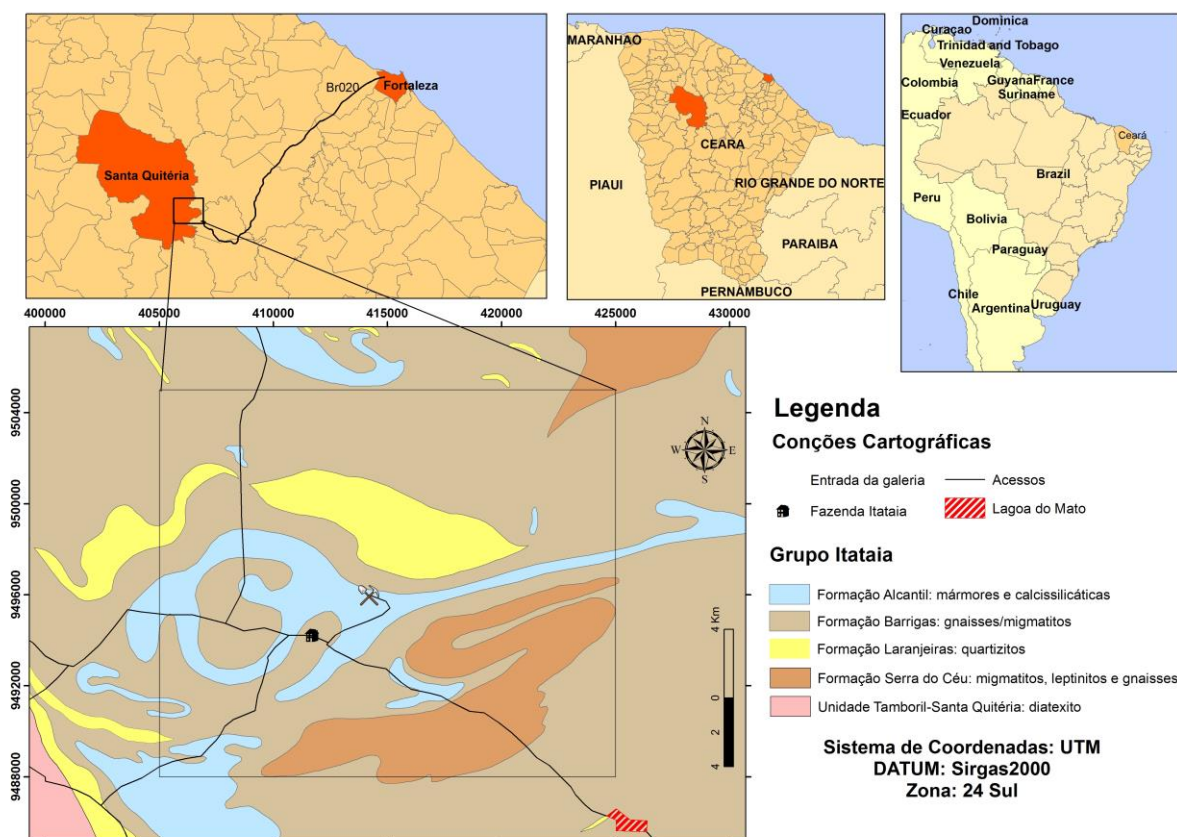 Br020
Fortaleza
Santa Quitéria
MARANHAO
CEARA
PIAUI
RIO GRANDE DO NORTE
PARAIBA
PERNAMBUCO
Dominica
Curaçao
Trinidad and Tobago
Venezuela
Guyana
France
Colombia
Suriname
Ecuador
Ceará
Brazil
Peru
Bolivia
Paraguay
Chile
Argentina
Uruguay
400000 405000 410000 415000 420000 425000 430000
9504000
9500000
9496000
9492000
9488000
N
W E
S
4 Km
0
2
4
Legenda
Conções Cartográficas
Entrada da galeria
Acessos
Fazenda Itataia
Lagoa do Mato
Grupo Itataia
Formação Alcantil: mármores e calcissilicáticas
Formação Barrigas: gnaisses/migmatitos
Formação Laranjeiras: quartizitos
Formação Serra do Céu: migmatitos, leptinitos e gnaisses
Unidade Tamboril-Santa Quitéria: diatexito
Sistema de Coordenadas: UTM
DATUM: Sirgas2000
Zona: 24 Sul